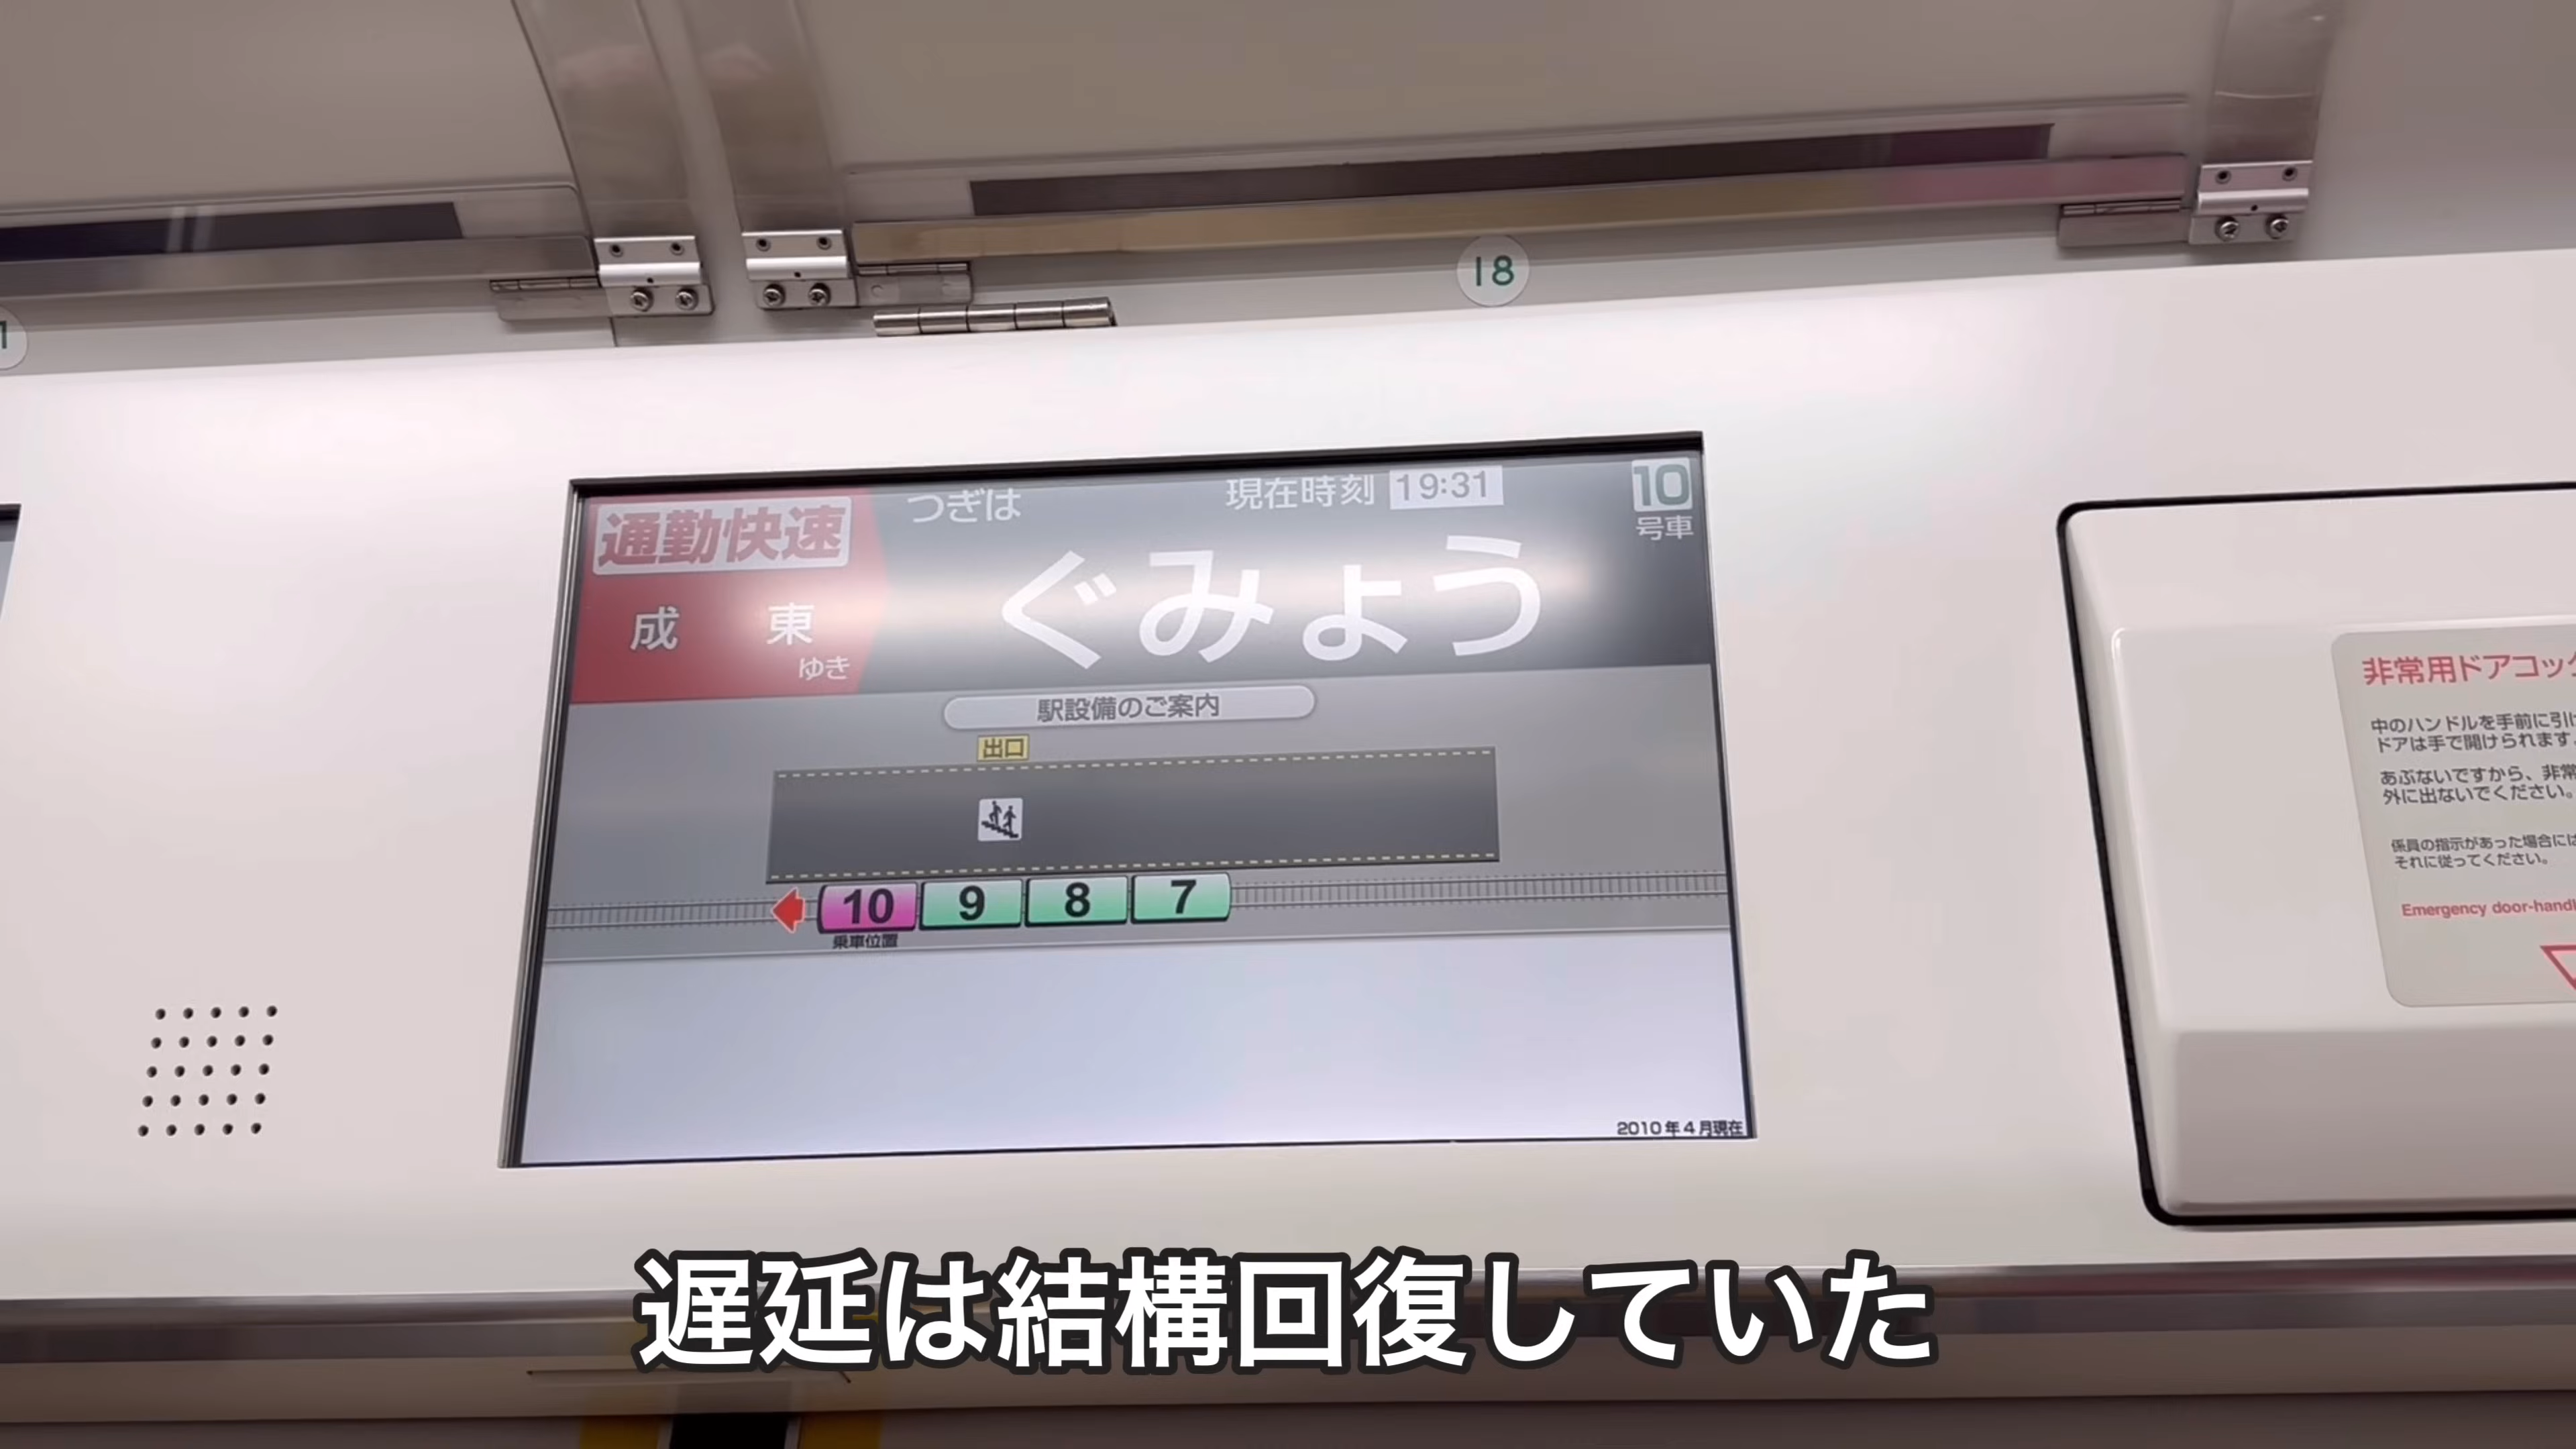 18
通勤快速
つぎは
現在時刻 19:31
10
号車
成東
ゆき
ぐみょう
駅設備のご案内
出口
10 9 8 7
乗車位置
2010年4月現在
非常用ドアコッ
中のハンドルを手前に引
ドアは手で開けられます
あぶないですから、非常
外に出ないでください。
係員の指示があった場合に
それに従ってください。
Emergency door-handl
遅延は結構回復していた